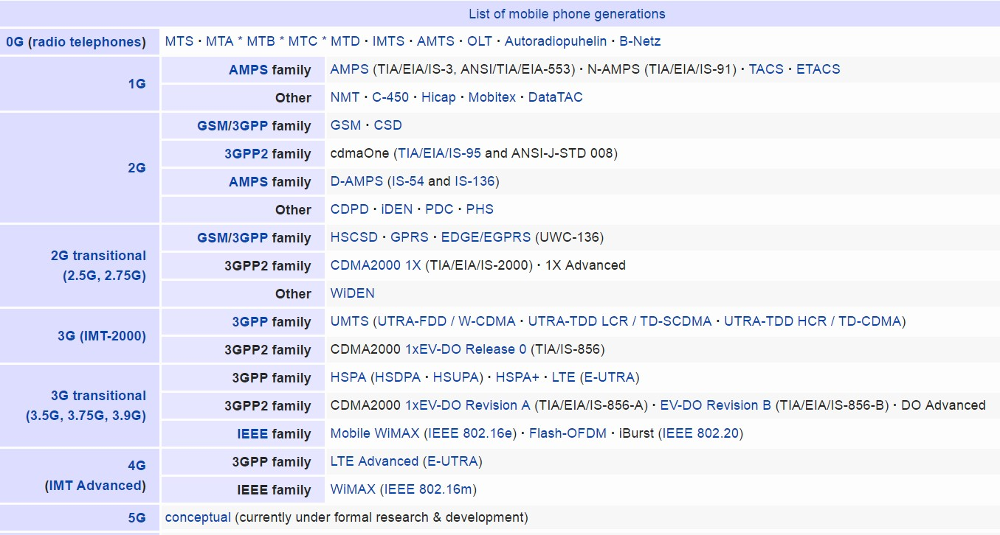 List of mobile phone generations
0G (radio telephones) MTS · MTA * MTB * MTC * MTD · IMTS · AMTS · OLT · Autoradiopuhelin · B-Netz
1G
AMPS family AMPS (TIA/EIA/IS-3, ANSI/TIA/EIA-553) · N-AMPS (TIA/EIA/IS-91) · TACS · ETACS
Other NMT · C-450 · Hicap · Mobitex · DataTAC
2G
GSM/3GPP family GSM · CSD
3GPP2 family cdmaOne (TIA/EIA/IS-95 and ANSI-J-STD 008)
AMPS family D-AMPS (IS-54 and IS-136)
Other CDPD · iDEN · PDC · PHS
2G transitional
(2.5G, 2.75G)
GSM/3GPP family HSCSD · GPRS · EDGE/EGPRS (UWC-136)
3GPP2 family CDMA2000 1X (TIA/EIA/IS-2000) · 1X Advanced
Other WiDEN
3G (IMT-2000)
3GPP family UMTS (UTRA-FDD / W-CDMA · UTRA-TDD LCR / TD-SCDMA · UTRA-TDD HCR / TD-CDMA)
3GPP2 family CDMA2000 1xEV-DO Release 0 (TIA/IS-856)
3G transitional
(3.5G, 3.75G, 3.9G)
3GPP family HSPA (HSDPA · HSUPA) · HSPA+ · LTE (E-UTRA)
3GPP2 family CDMA2000 1xEV-DO Revision A (TIA/EIA/IS-856-A) · EV-DO Revision B (TIA/EIA/IS-856-B) · DO Advanced
IEEE family Mobile WiMAX (IEEE 802.16e) · Flash-OFDM · iBurst (IEEE 802.20)
4G
(IMT Advanced)
3GPP family LTE Advanced (E-UTRA)
IEEE family WiMAX (IEEE 802.16m)
5G conceptual (currently under formal research & development)